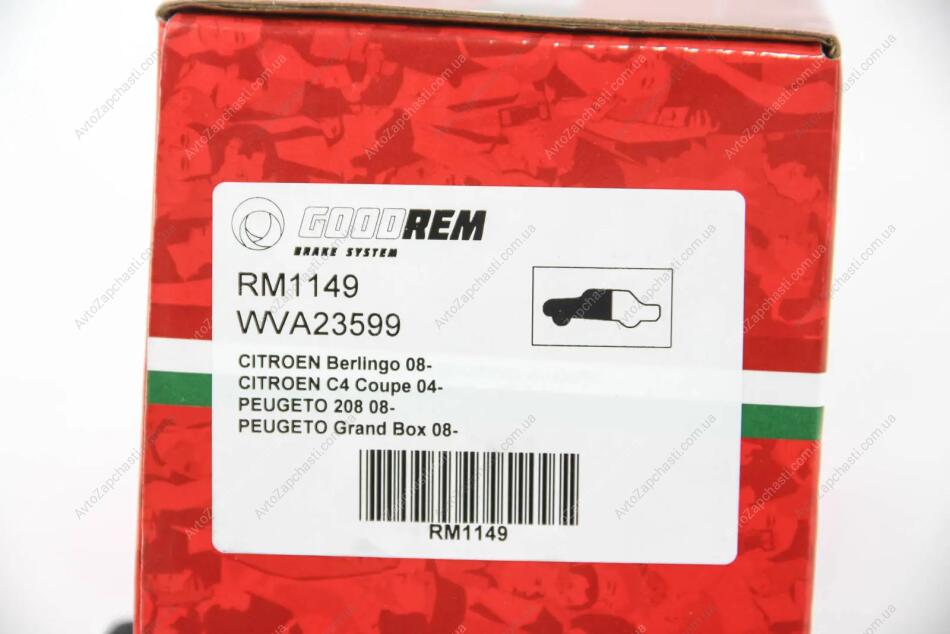 GOODREM
BRAKE SYSTEM
RM1149
WVA23599
CITROEN Berlingo 08-
CITROEN C4 Coupe 04-
PEUGETO 208 08-
PEUGETO Grand Box 08-
RM1149
AvtoZapchasti.com.ua